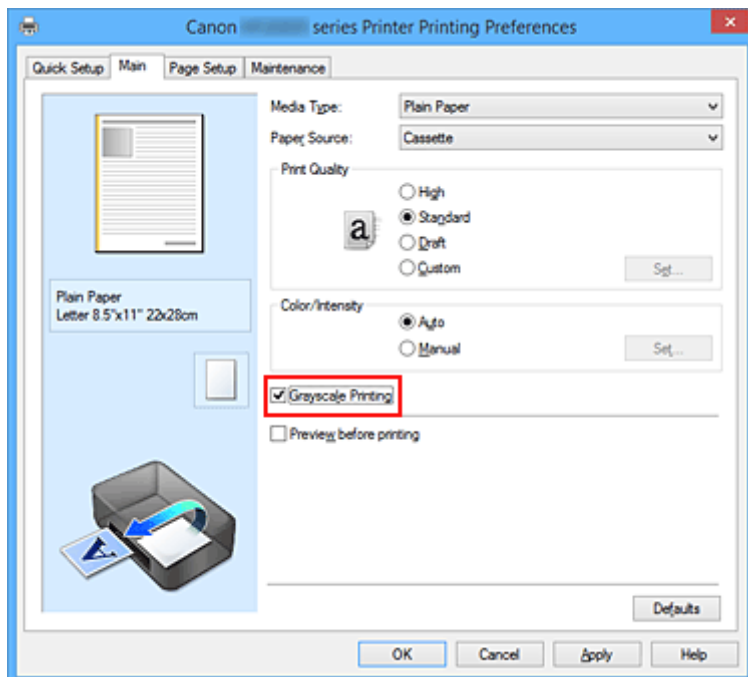 Canon series Printer Printing Preferences
Quick Setup Main Page Setup Maintenance
Media Type: Plain Paper
Paper Source: Cassette
Print Quality
High
a Standard
Draft
Custom Set...
Plain Paper
Letter 8.5"x11" 22x28cm
Color/Intensity
Auto
Manual Set...
Grayscale Printing
Preview before printing
A
Defaults
OK Cancel Apply Help